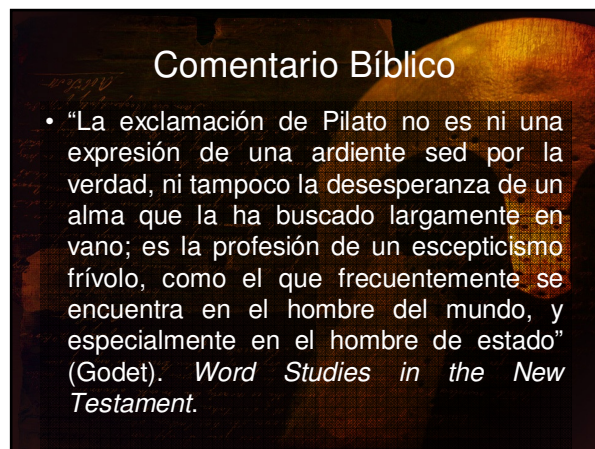 Comentario Bíblico
• “La exclamación de Pilato no es ni una
expresión de una ardiente sed por la
verdad, ni tampoco la desesperanza de un
alma que la ha buscado largamente en
vano; es la profesión de un escepticismo
frívolo, como el que frecuentemente se
encuentra en el hombre del mundo, y
especialmente en el hombre de estado”
(Godet). Word Studies in the New
Testament.